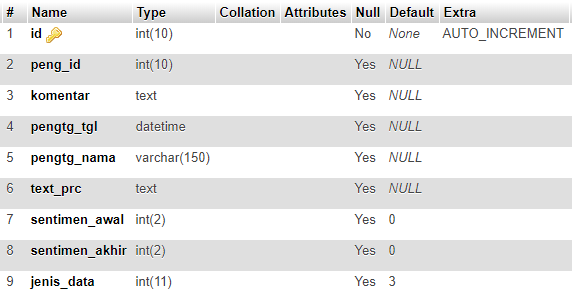 # Name Type Collation Attributes Null Default Extra
1 id int(10) No None AUTO_INCREMENT
2 peng_id int(10) Yes NULL
3 komentar text Yes NULL
4 pengtg_tgl datetime Yes NULL
5 pengtg_nama varchar(150) Yes NULL
6 text_prc text Yes NULL
7 sentimen_awal int(2) Yes 0
8 sentimen_akhir int(2) Yes 0
9 jenis_data int(11) Yes 3